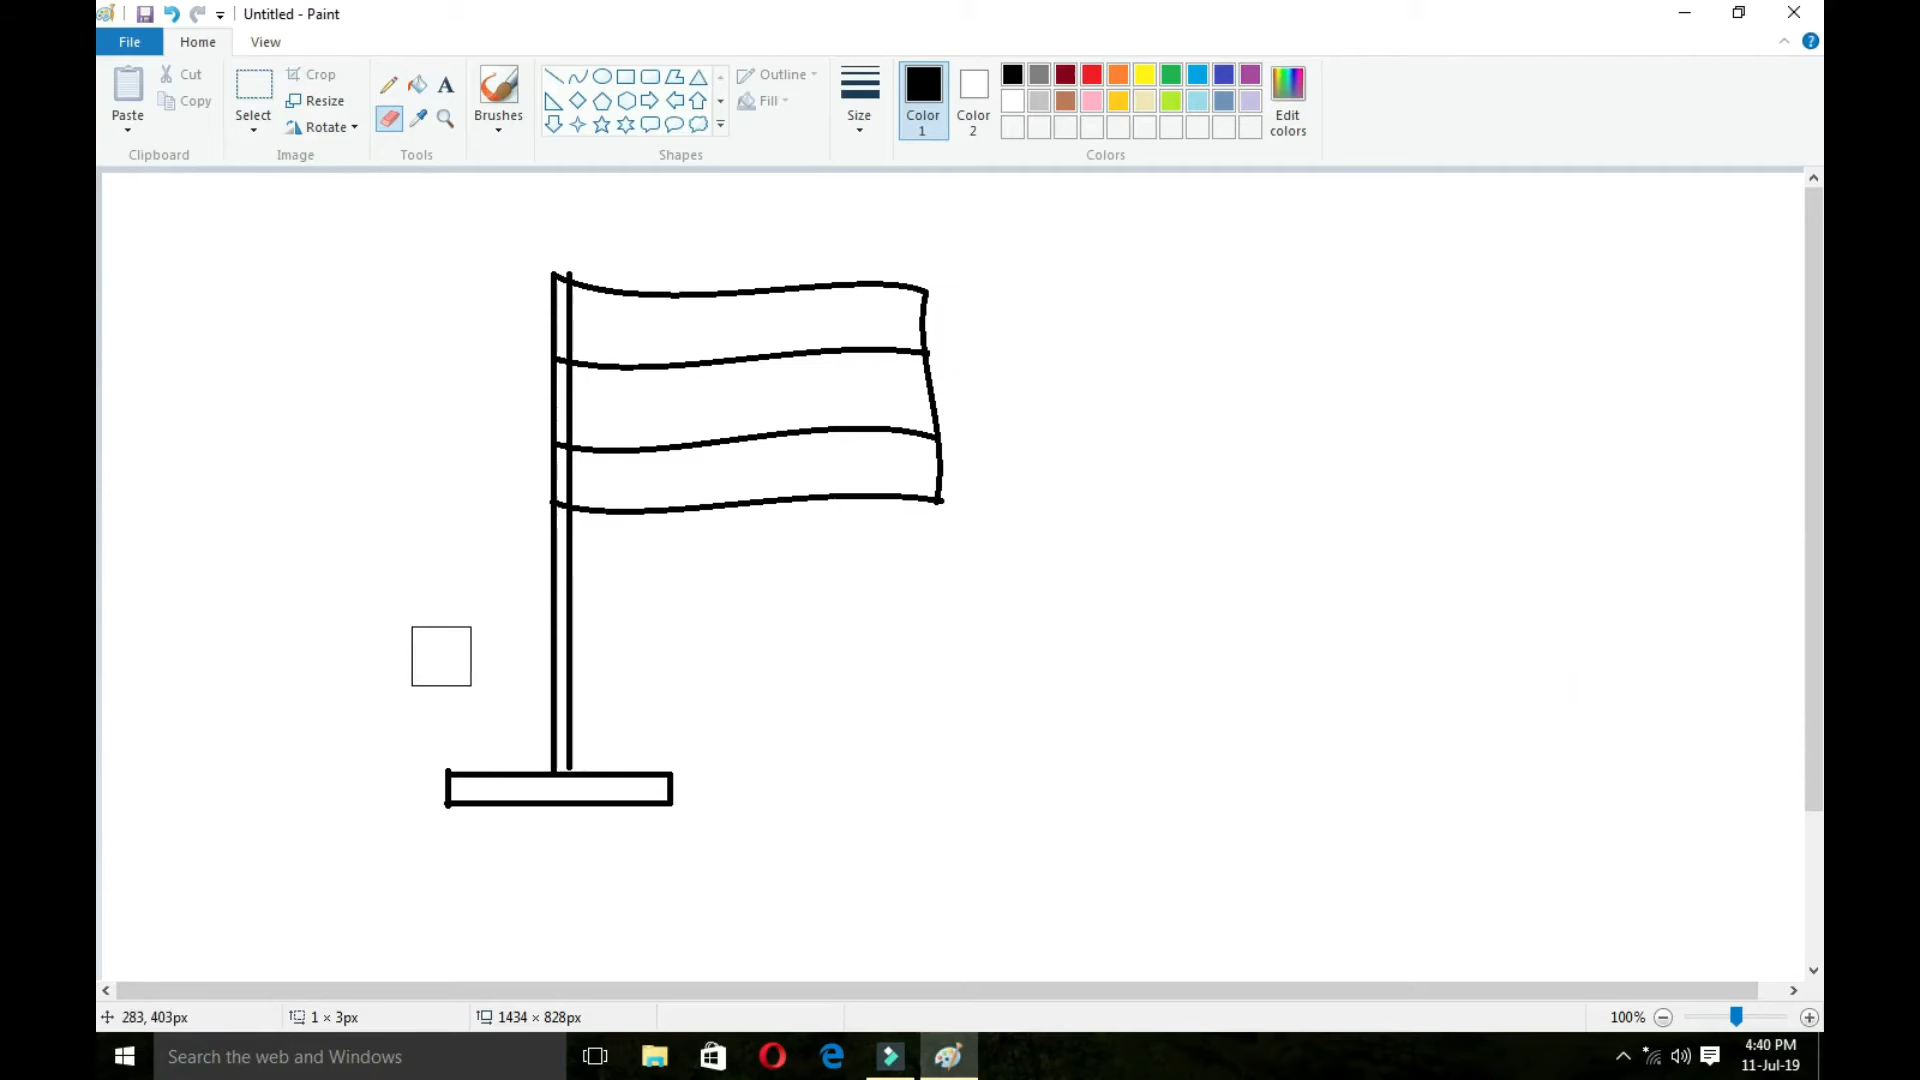 Untitled - Paint
File
Home
View
Paste
Cut
Copy
Clipboard
Select
Crop
Resize
Rotate
Image
A
Tools
Brushes
Shapes
Outline
Fill
Size
Color
1
Color
2
Colors
Edit
colors
?
283, 403px
1 × 3px
1434 × 828px
100%
Search the web and Windows
4:40 PM
11-Jul-19